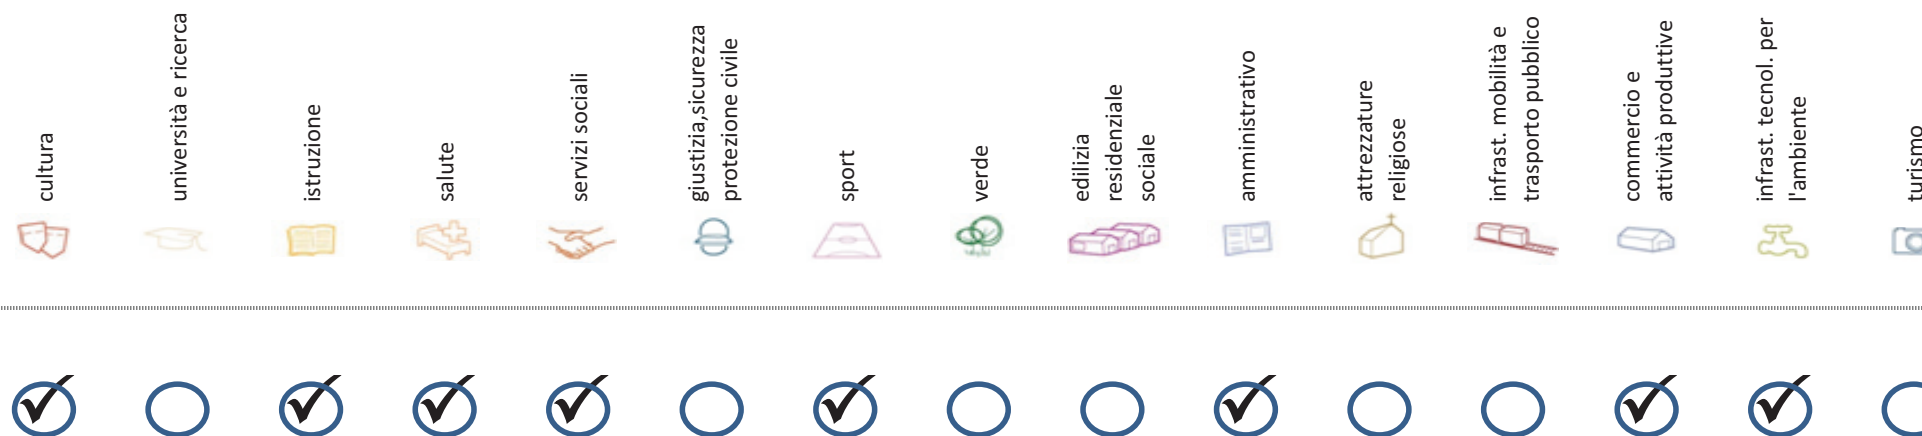 cultura
università e ricerca
istruzione
salute
servizi sociali
giustizia,sicurezza
protezione civile
sport
verde
edilizia
residenziale
sociale
amministrativo
attrezzature
religiose
infrast. mobilità e
trasporto pubblico
commercio e
attività produttive
infrast. tecnol. per
l'ambiente
turismo